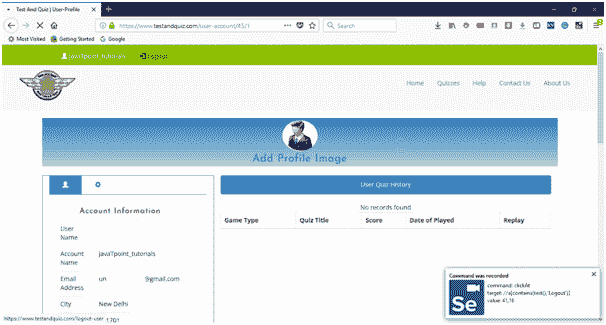 Test And Quiz | User-Profile
https://www.testandquiz.com/user-account/45/1
Search
Most Visited Getting Started Google
javaTpoint_tutorials Logout
Home Quizzes Help Contact Us About Us
Add Profile Image
User Quiz History
No records found
Game Type Quiz Title Score Date of Played Replay
Account Information
User Name
Account Name javaTpoint_tutorials
Email Address un @gmail.com
City New Delhi
Command was recorded
command: clickAt
target: //a[contains(text(),'Logout')]
value: 41,16
Se
https://www.testandquiz.com/logout-user
1701